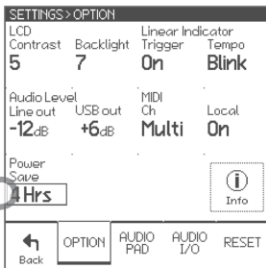 SETTINGS > OPTION
LCD
Contrast Backlight
5 7
Linear Indicator
Trigger Tempo
On Blink
Audio Level
Line out USB out
-12dB +6dB
MIDI
Ch Local
Multi On
Power
Save
4 Hrs
i
Info
Back
OPTION
AUDIO
PAD
AUDIO
I/O
RESET